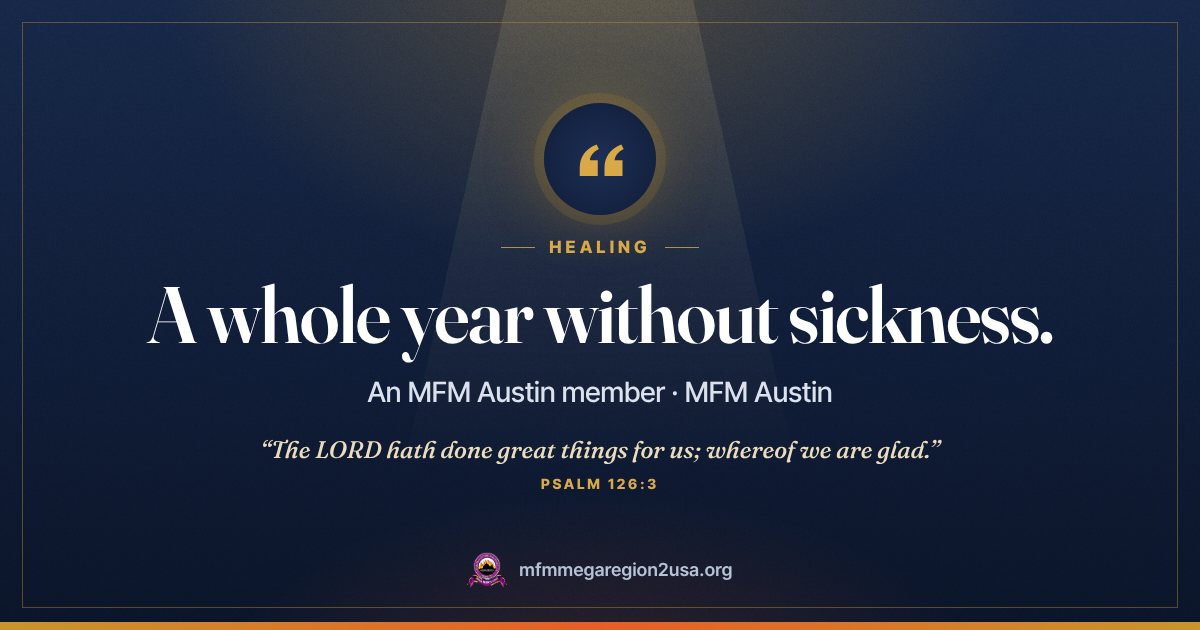 HEALING
A whole year without sickness.
An MFM Austin member · MFM Austin
“The LORD hath done great things for us; whereof we are glad.”
PSALM 126:3
mfmmegaregion2usa.org